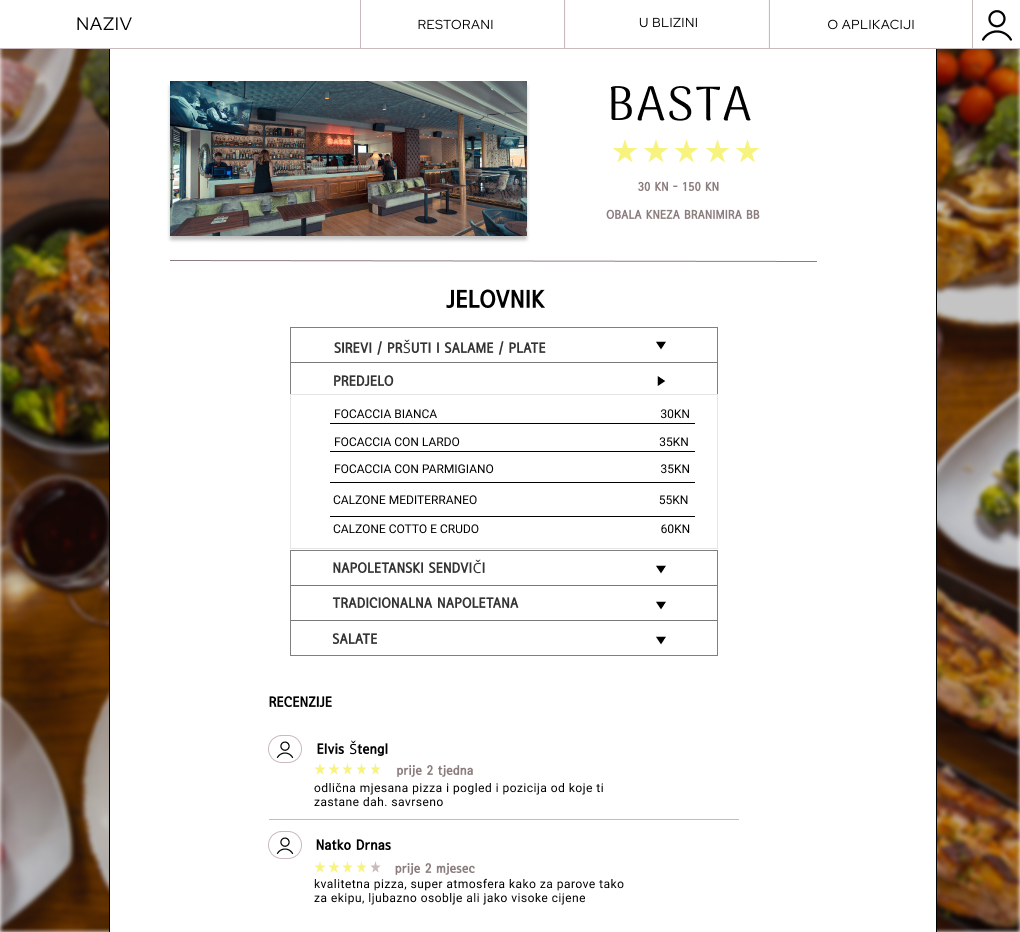 NAZIV
RESTORANI
U BLIZINI
O APLIKACIJI
BASTA
30 KN - 150 KN
OBALA KNEZA BRANIMIRA BB
JELOVNIK
SIREVI / PRŠUTI I SALAME / PLATE
PREDJELO
FOCACCIA BIANCA 30KN
FOCACCIA CON LARDO 35KN
FOCACCIA CON PARMIGIANO 35KN
CALZONE MEDITERRANEO 55KN
CALZONE COTTO E CRUDO 60KN
NAPOLETANSKI SENDVIČI
TRADICIONALNA NAPOLETANA
SALATE
RECENZIJE
Elvis Štengl
prije 2 tjedna
odlična mjesana pizza i pogled i pozicija od koje ti
zastane dah. savrseno
Natko Drnas
prije 2 mjesec
kvalitetna pizza, super atmosfera kako za parove tako
za ekipu, ljubazno osoblje ali jako visoke cijene